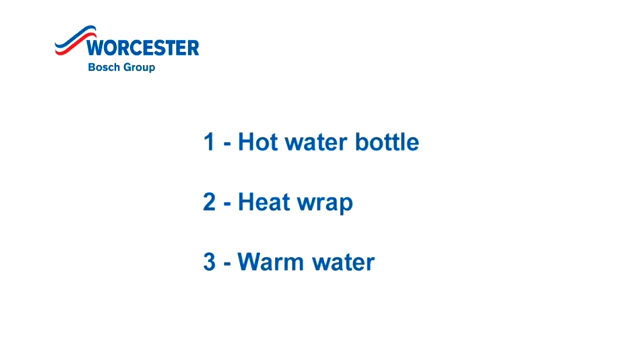 WORCESTER
Bosch Group
1 - Hot water bottle
2 - Heat wrap
3 - Warm water